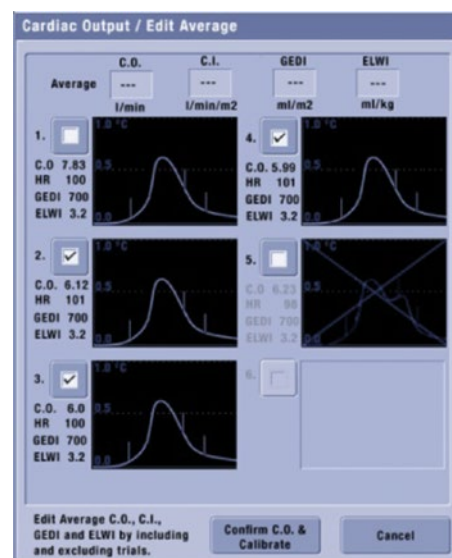 Cardiac Output / Edit Average
C.O. C.I. GEDI ELWI
Average --- --- --- ---
l/min l/min/m2 ml/m2 ml/kg
1.
1.0 °C
0.5
0.0
C.O 7.83
HR 100
GEDI 700
ELWI 3.2
2.
1.0 °C
0.5
0.0
C.O. 6.12
HR 101
GEDI 700
ELWI 3.2
3.
1.0 °C
0.5
0.0
C.O. 6.0
HR 100
GEDI 700
ELWI 3.2
4.
1.0 °C
0.5
0.0
C.O. 5.99
HR 101
GEDI 700
ELWI 3.2
5.
1.0 °C
0.5
0.0
C.O 6.23
HR 98
GEDI 700
ELWI 3.2
6.
Edit Average C.O., C.I.,
GEDI and ELWI by including
and excluding trials.
Confirm C.O. &
Calibrate
Cancel